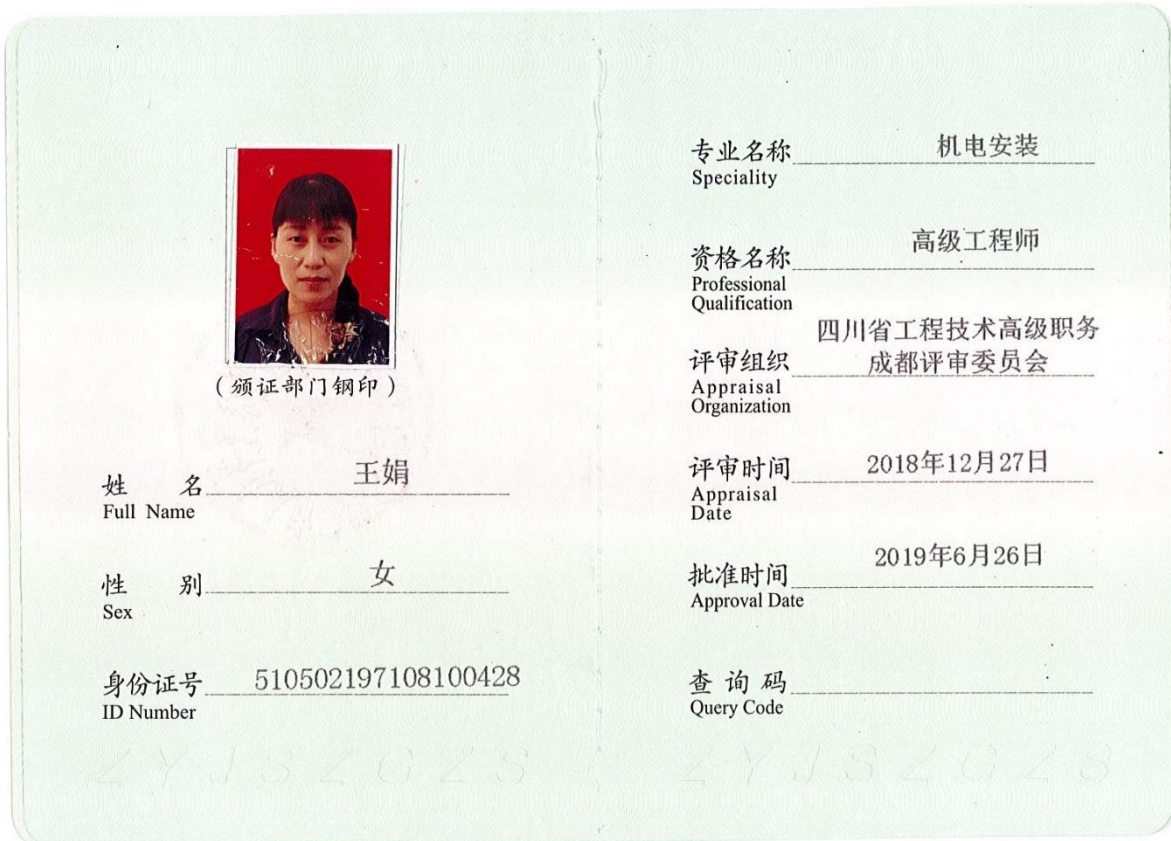 (颁证部门钢印)
姓 名 王娟
Full Name
性 别 女
Sex
身份证号 510502197108100428
ID Number
ZYJSZGZS
专业名称 机电安装
Speciality
资格名称 高级工程师
Professional
Qualification
四川省工程技术高级职务
评审组织 成都评审委员会
Appraisal
Organization
评审时间 2018年12月27日
Appraisal
Date
批准时间 2019年6月26日
Approval Date
查询码
Query Code
ZYJSZGZS